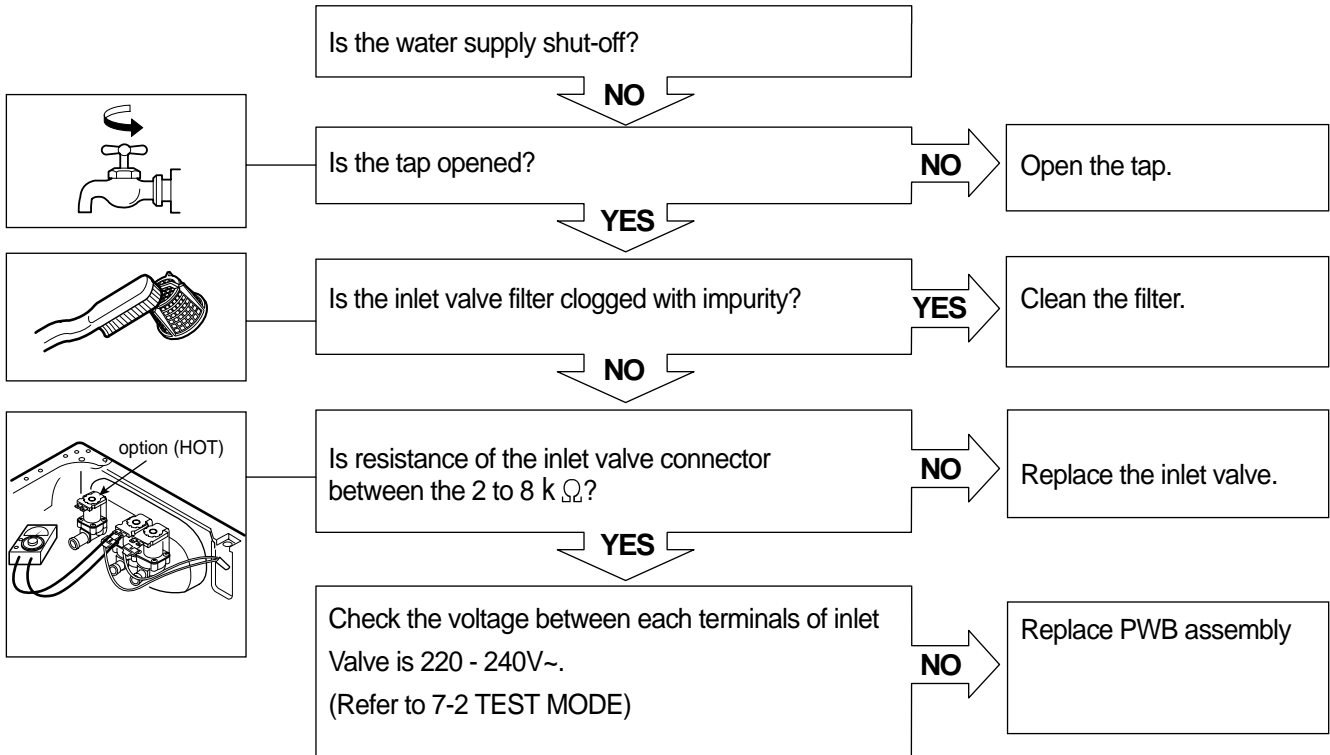 Is the water supply shut-off?
NO
Is the tap opened?
NO
Open the tap.
YES
Is the inlet valve filter clogged with impurity?
YES
Clean the filter.
NO
option (HOT)
Is resistance of the inlet valve connector
between the 2 to 8 k Ω?
NO
Replace the inlet valve.
YES
Check the voltage between each terminals of inlet
Valve is 220 - 240V~.
(Refer to 7-2 TEST MODE)
NO
Replace PWB assembly